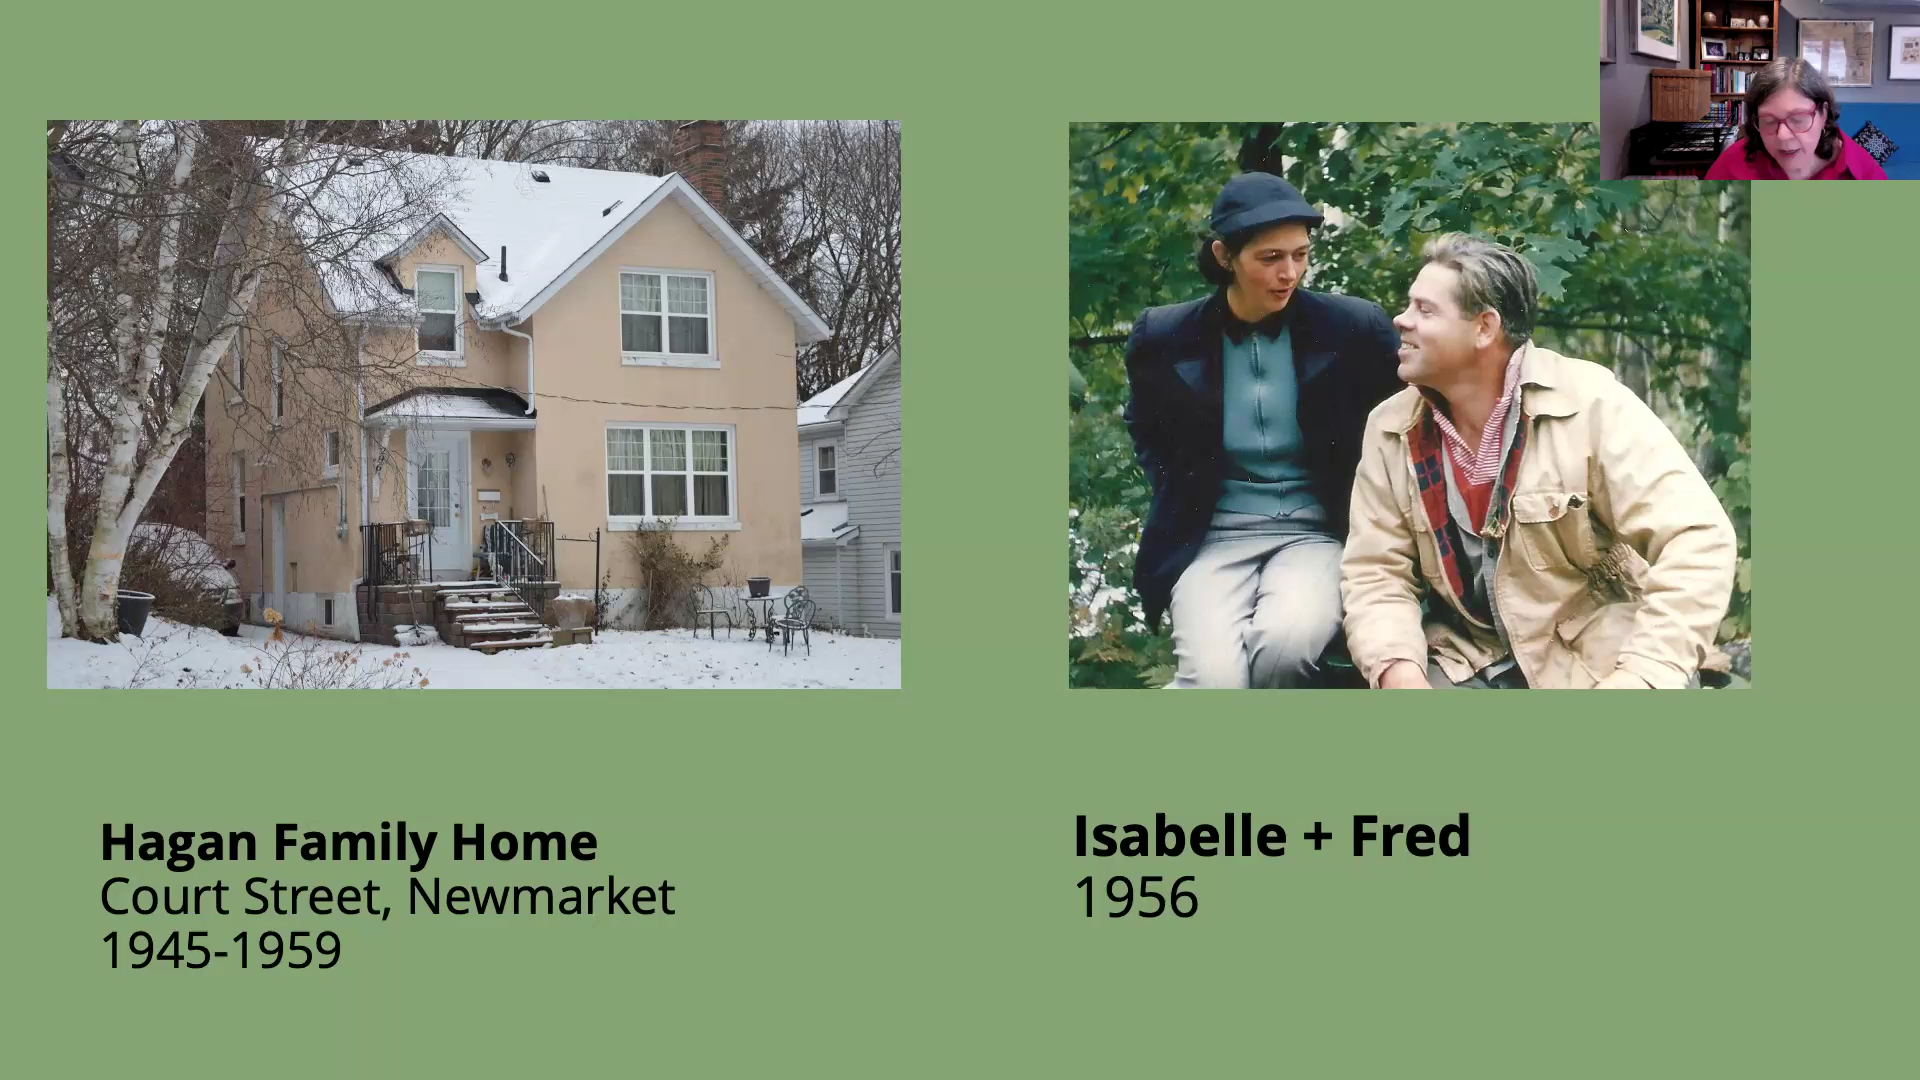 Hagan Family Home
Court Street, Newmarket
1945-1959
Isabelle + Fred
1956